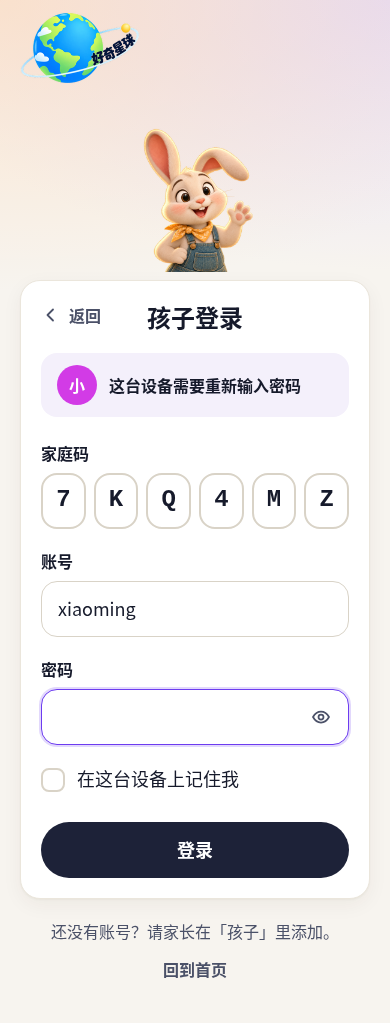 好奇星球
返回
孩子登录
小
这台设备需要重新输入密码
家庭码
7 K Q 4 M Z
账号
xiaoming
密码
在这台设备上记住我
登录
还没有账号？请家长在「孩子」里添加。
回到首页